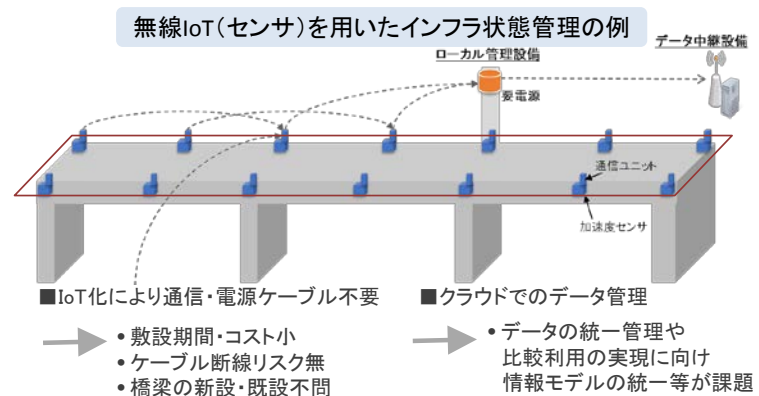 無線IoT(センサ)を用いたインフラ状態管理の例
データ中継設備
ローカル管理設備
要電源
通信ユニット
加速度センサ
■IoT化により通信・電源ケーブル不要
• 敷設期間・コスト小
• ケーブル断線リスク無
• 橋梁の新設・既設不問
■クラウドでのデータ管理
• データの統一管理や
比較利用の実現に向け
情報モデルの統一等が課題